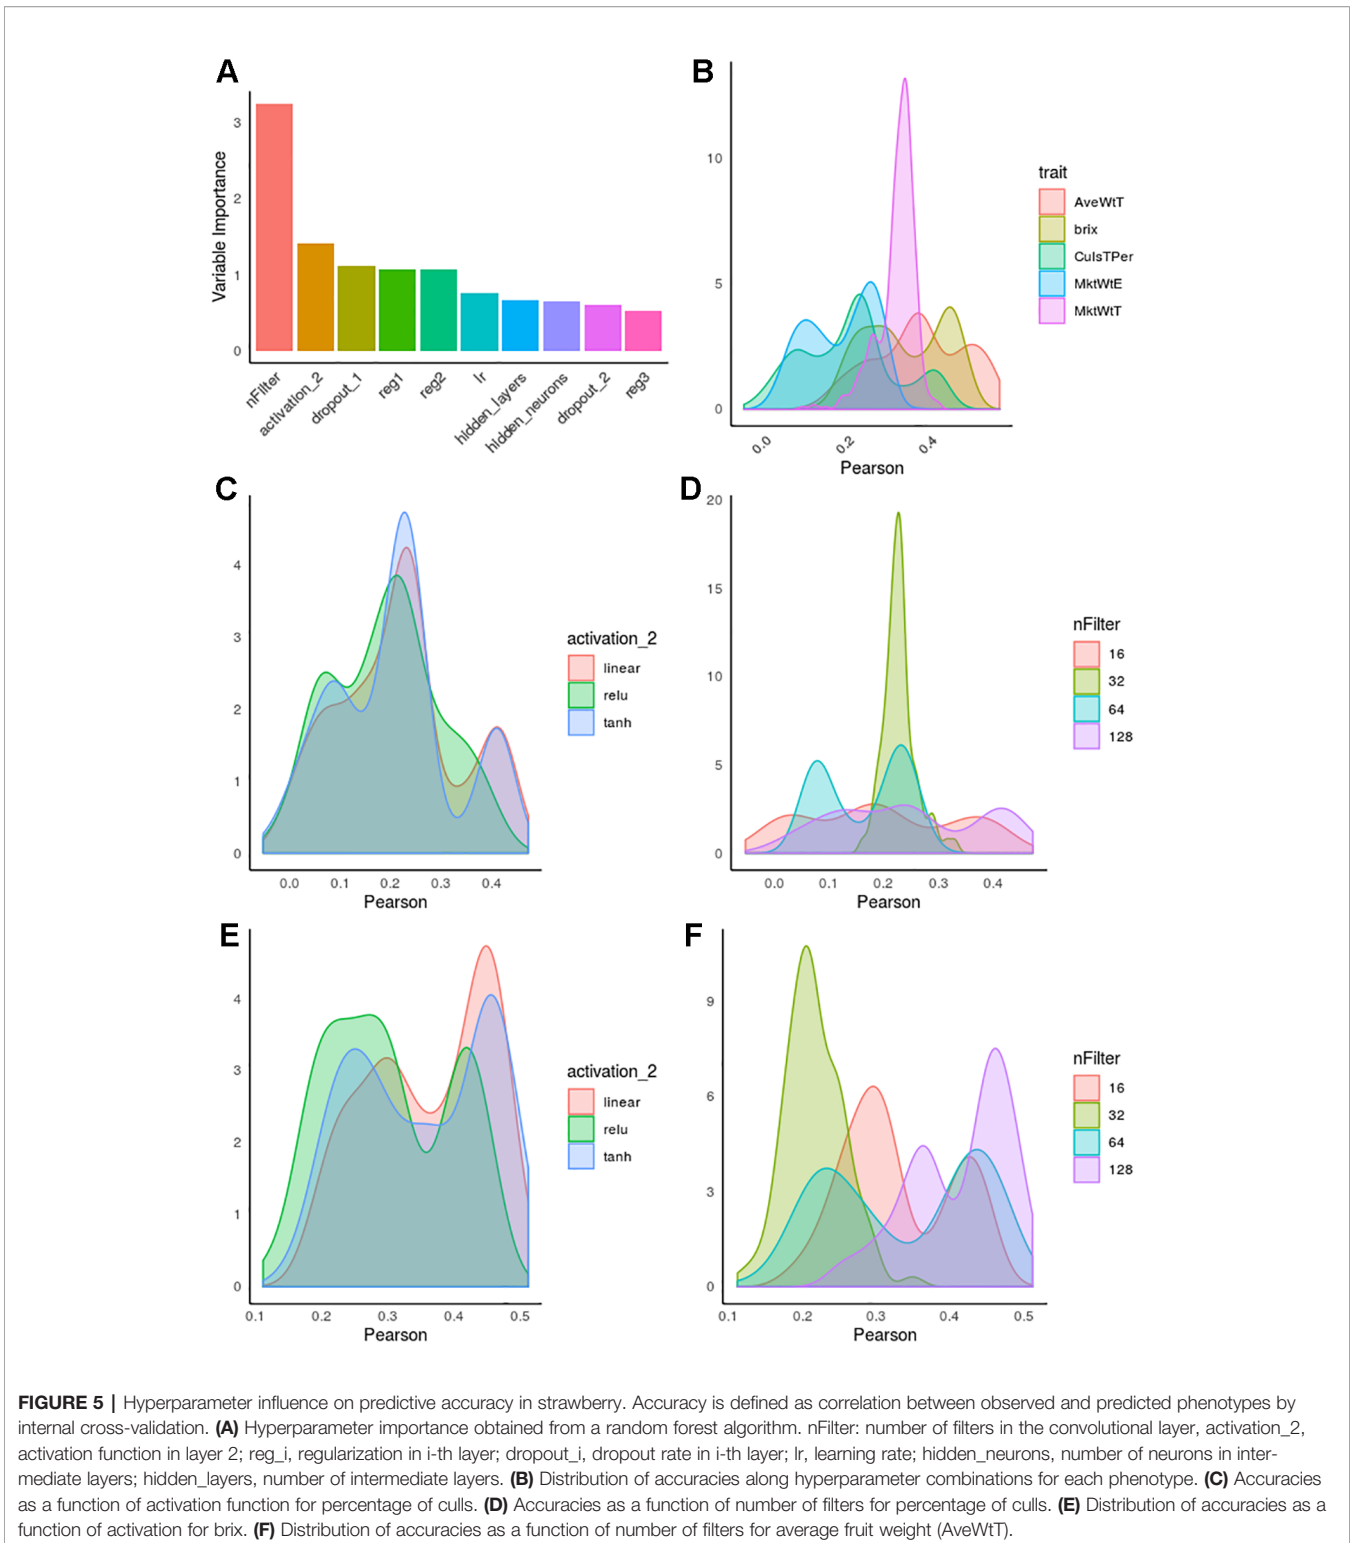 A
3
2
1
0
Variable Importance
nFilter
activation_2
dropout_1
reg1
reg2
lr
hidden_layers
hidden_neurons
dropout_2
reg3
B
10
5
0
0.0
0.2
0.4
Pearson
trait
AveWtT
brix
CulsTPer
MktWtE
MktWtT
C
4
3
2
1
0
0.0 0.1 0.2 0.3 0.4
Pearson
activation_2
linear
relu
tanh
D
20
15
10
5
0
0.0 0.1 0.2 0.3 0.4
Pearson
nFilter
16
32
64
128
E
4
3
2
1
0
0.1 0.2 0.3 0.4 0.5
Pearson
activation_2
linear
relu
tanh
F
9
6
3
0
0.1 0.2 0.3 0.4 0.5
Pearson
nFilter
16
32
64
128
FIGURE 5 | Hyperparameter influence on predictive accuracy in strawberry. Accuracy is defined as correlation between observed and predicted phenotypes by
internal cross-validation. (A) Hyperparameter importance obtained from a random forest algorithm. nFilter: number of filters in the convolutional layer, activation_2,
activation function in layer 2; reg_i, regularization in i-th layer; dropout_i, dropout rate in i-th layer; lr, learning rate; hidden_neurons, number of neurons in inter-
mediate layers; hidden_layers, number of intermediate layers. (B) Distribution of accuracies along hyperparameter combinations for each phenotype. (C) Accuracies
as a function of activation function for percentage of culls. (D) Accuracies as a function of number of filters for percentage of culls. (E) Distribution of accuracies as a
function of activation for brix. (F) Distribution of accuracies as a function of number of filters for average fruit weight (AveWtT).